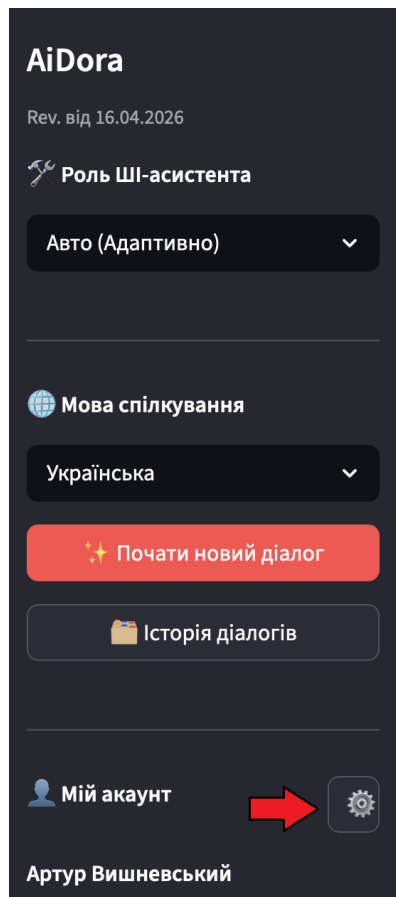 AiDora
Rev. від 16.04.2026
Роль ШІ-асистента
Авто (Адаптивно)
Мова спілкування
Українська
Почати новий діалог
Історія діалогів
Мій акаунт
Артур Вишневський